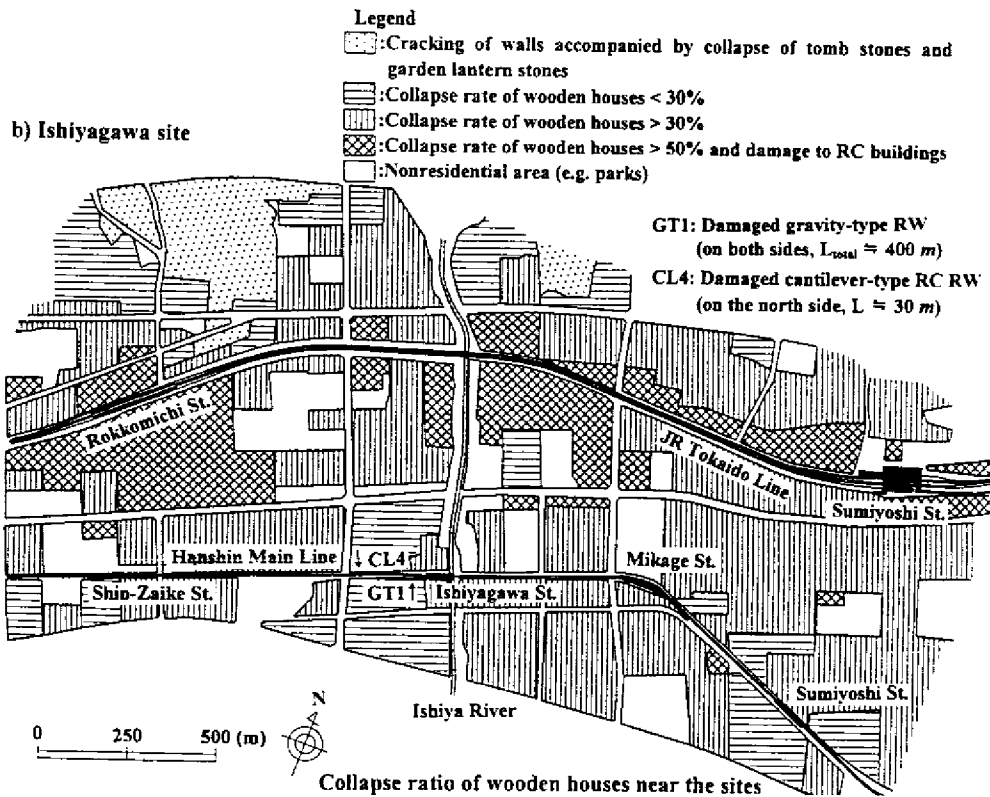 Legend
:Cracking of walls accompanied by collapse of tomb stones and
garden lantern stones
:Collapse rate of wooden houses < 30%
:Collapse rate of wooden houses > 30%
:Collapse rate of wooden houses > 50% and damage to RC buildings
:Nonresidential area (e.g. parks)
b) Ishiyagawa site
GT1: Damaged gravity-type RW
(on both sides, Ltotal ≒ 400 m)
CL4: Damaged cantilever-type RC RW
(on the north side, L ≒ 30 m)
Rokkomichi St.
JR Tokaido Line
Sumiyoshi St.
Hanshin Main Line
↓ CL4
Mikage St.
Shin-Zaike St.
GT1↑
Ishiyagawa St.
Sumiyoshi St.
Ishiya River
N
0 250 500 (m)
Collapse ratio of wooden houses near the sites